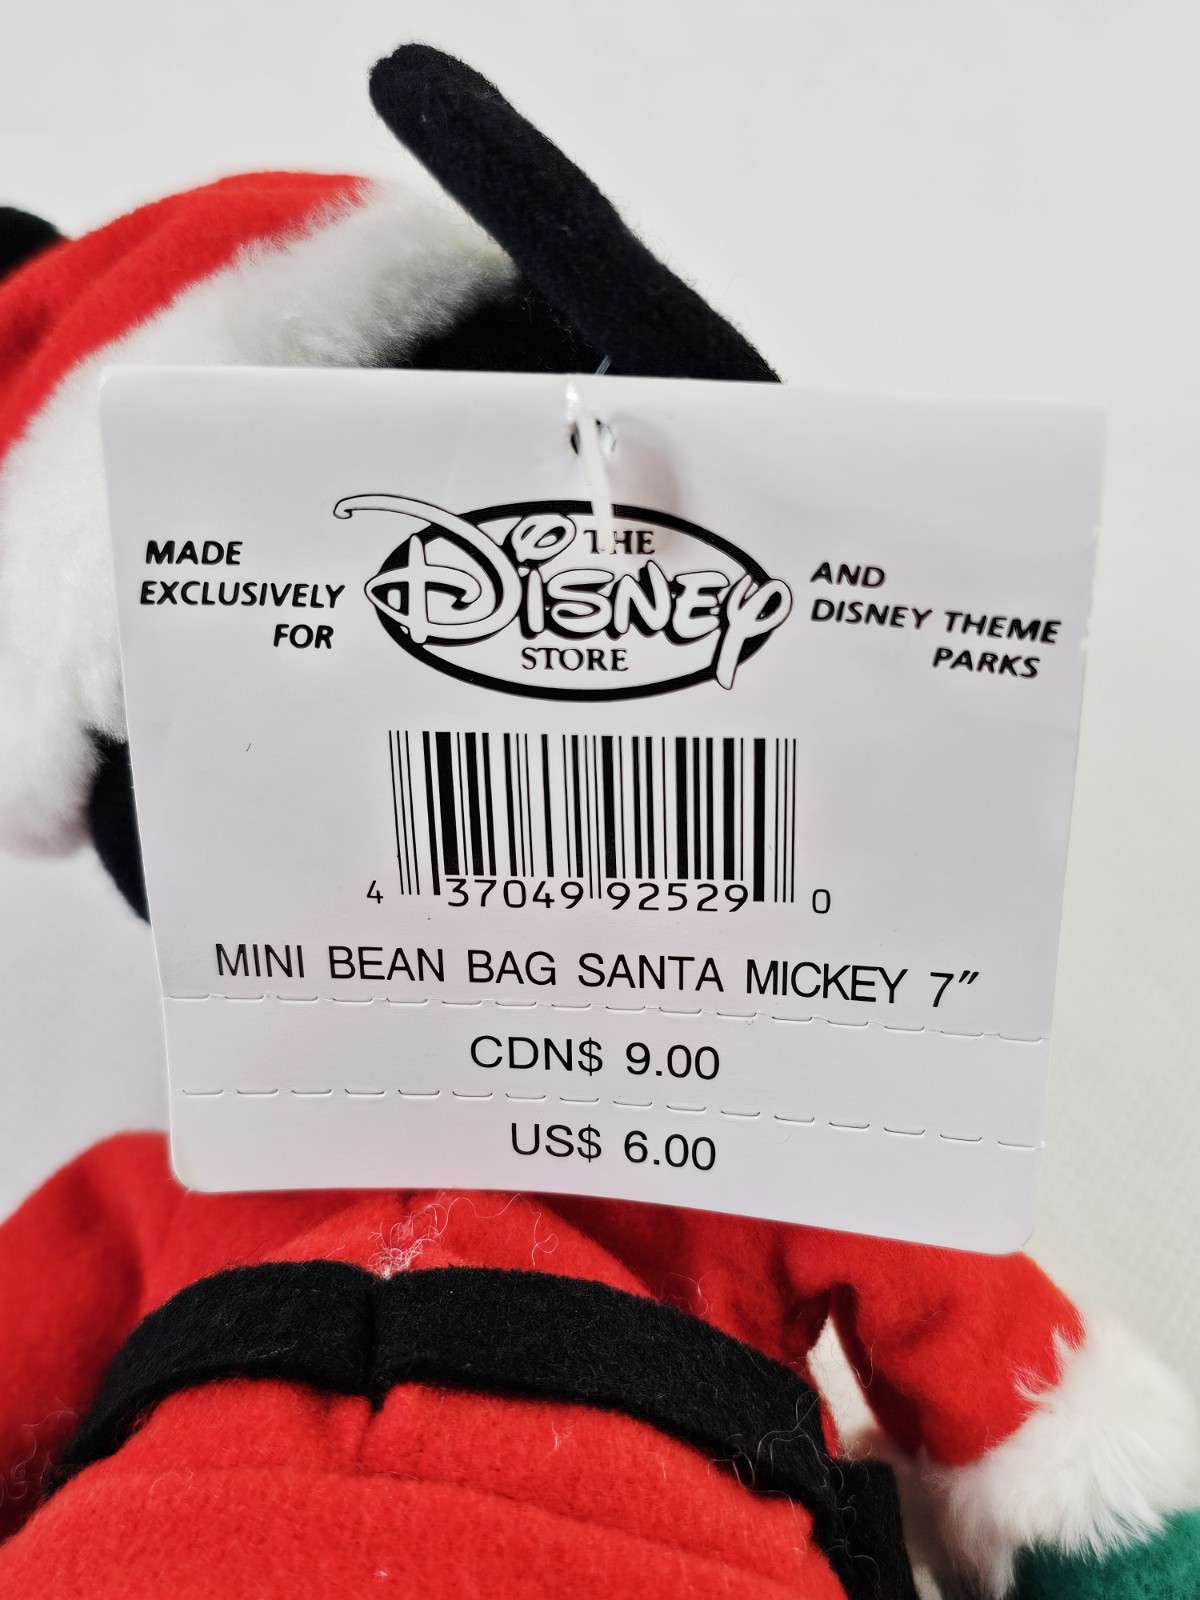 MADE
EXCLUSIVELY
FOR
THE
DISNEY
STORE
AND
DISNEY THEME
PARKS
4 37049 92529 0
MINI BEAN BAG SANTA MICKEY 7"
CDN$ 9.00
US$ 6.00